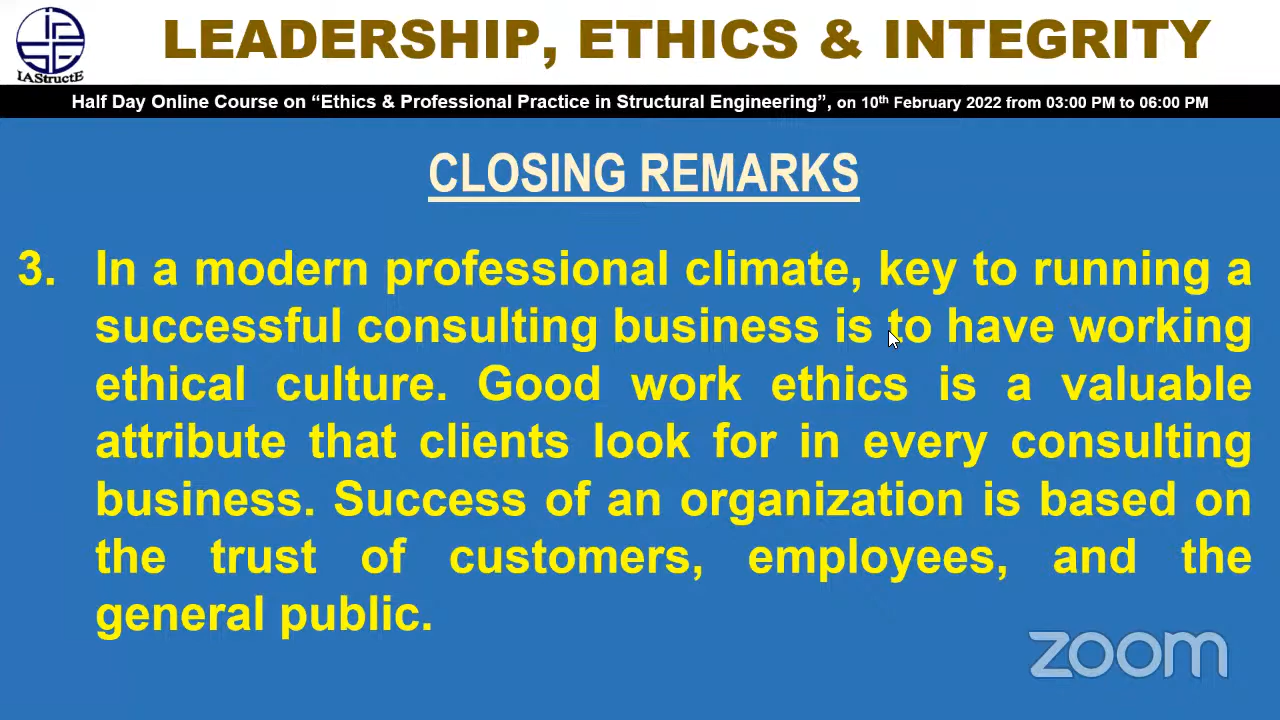 IAStructE
LEADERSHIP, ETHICS & INTEGRITY
Half Day Online Course on “Ethics & Professional Practice in Structural Engineering”, on 10th February 2022 from 03:00 PM to 06:00 PM
CLOSING REMARKS
3. In a modern professional climate, key to running a
successful consulting business is to have working
ethical culture. Good work ethics is a valuable
attribute that clients look for in every consulting
business. Success of an organization is based on
the trust of customers, employees, and the
general public.
zoom